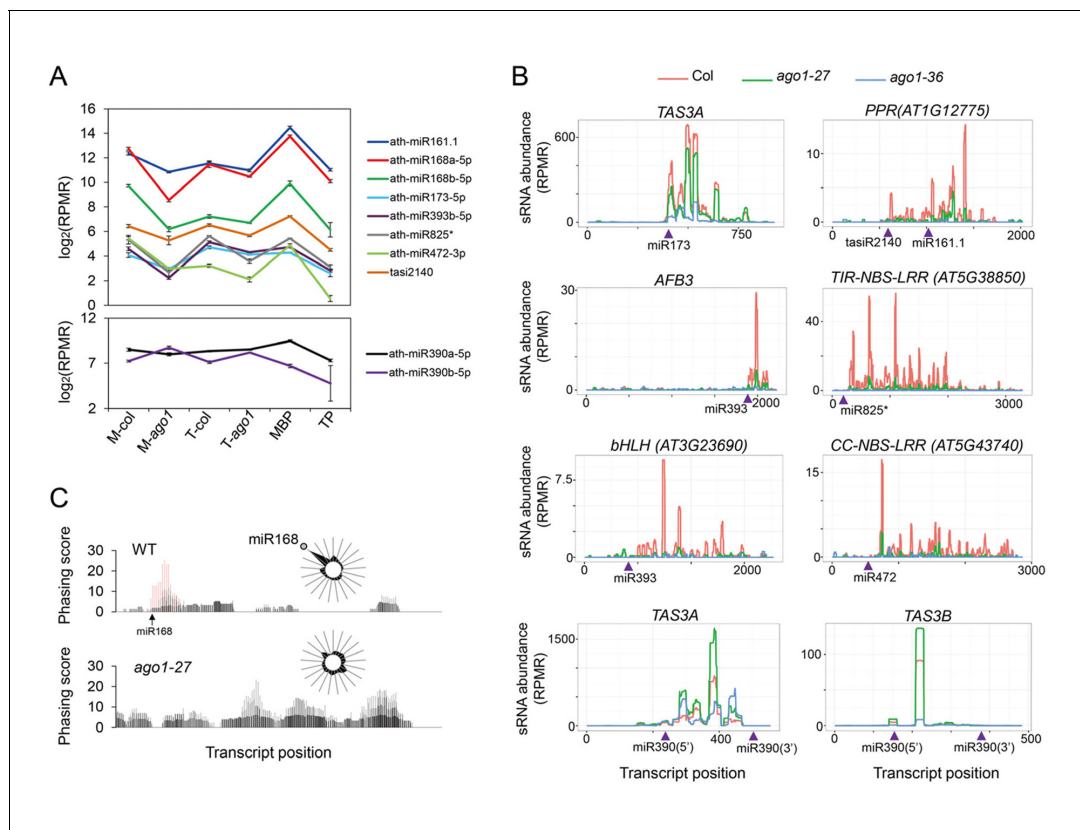 A
16
14
12
10
8
6
4
2
0
log2(RPMR)
ath-miR161.1
ath-miR168a-5p
ath-miR168b-5p
ath-miR173-5p
ath-miR393b-5p
ath-miR825*
ath-miR472-3p
tasi2140
12
7
2
log2(RPMR)
ath-miR390a-5p
ath-miR390b-5p
M-col
M-ago1
T-col
T-ago1
MBP
TP
B
Col
ago1-27
ago1-36
TAS3A
sRNA abundance
(RPMR)
600
0
0
750
miR173
PPR(AT1G12775)
10
0
0
2000
tasiR2140
miR161.1
AFB3
sRNA abundance
(RPMR)
30
0
0
2000
miR393
TIR-NBS-LRR (AT5G38850)
40
0
0
3000
miR825*
bHLH (AT3G23690)
sRNA abundance
(RPMR)
7.5
0
0
2000
miR393
CC-NBS-LRR (AT5G43740)
15
0
0
3000
miR472
TAS3A
sRNA abundance
(RPMR)
1500
0
0
400
miR390(5')
miR390(3')
Transcript position
TAS3B
100
0
0
500
miR390(5')
miR390(3')
Transcript position
C
WT
miR168
Phasing score
30
20
10
0
miR168
ago1-27
Phasing score
30
20
10
0
Transcript position